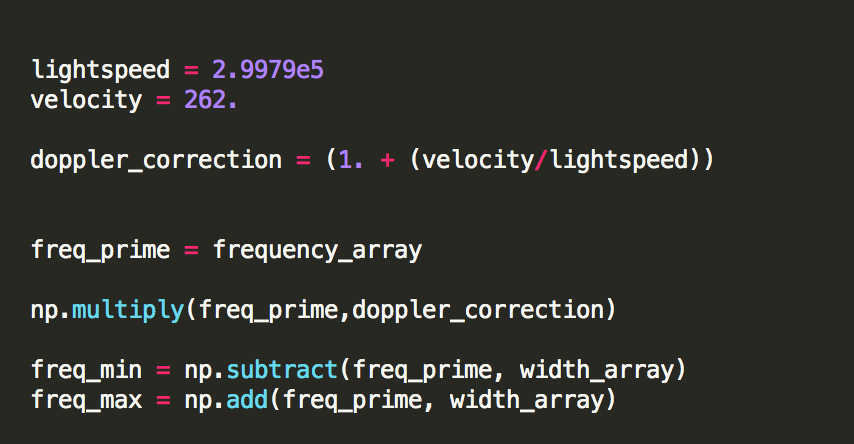 lightspeed = 2.9979e5
velocity = 262.
doppler_correction = (1. + (velocity/lightspeed))
freq_prime = frequency_array
np.multiply(freq_prime,doppler_correction)
freq_min = np.subtract(freq_prime, width_array)
freq_max = np.add(freq_prime, width_array)